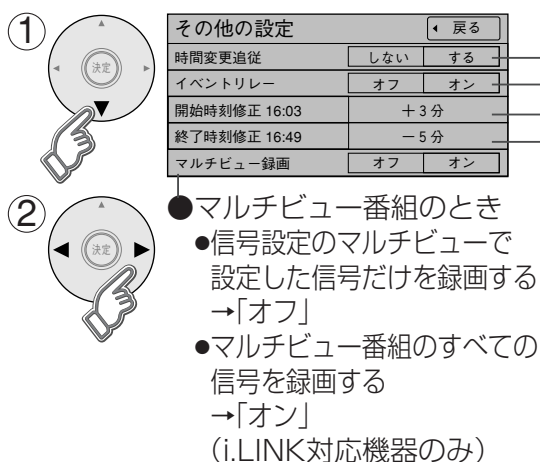 ①
決定
その他の設定 戻る
時間変更追従 しない する
イベントリレー オフ オン
開始時刻修正 16:03 ＋3分
終了時刻修正 16:49 －5分
マルチビュー録画 オフ オン
②
決定
●マルチビュー番組のとき
●信号設定のマルチビューで
設定した信号だけを録画する
→「オフ」
●マルチビュー番組のすべての
信号を録画する
→「オン」
（i.LINK対応機器のみ）